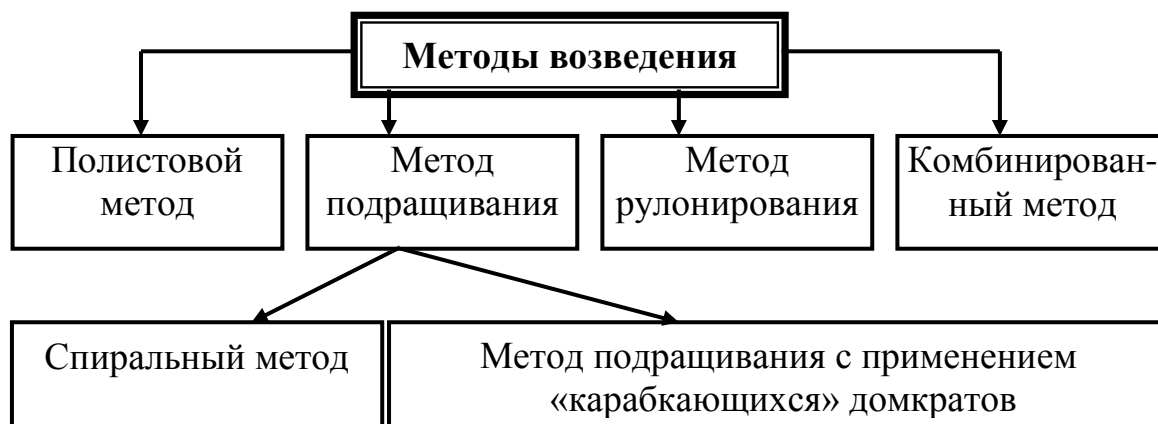 Методы возведения
Полистовой
метод
Метод
подращивания
Метод
рулонирования
Комбинирован-
ный метод
Спиральный метод
Метод подращивания с применением
«карабкающихся» домкратов